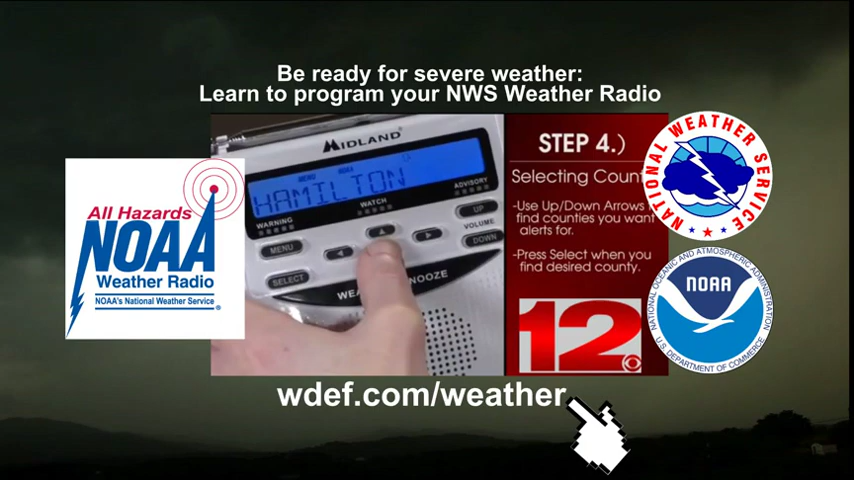 Be ready for severe weather:
Learn to program your NWS Weather Radio
MIDLAND
MENU NOAA
HAMILTON
WARNING WATCH ADVISORY
MENU
SELECT
UP
VOLUME
DOWN
NOOZE
STEP 4.)
Selecting Count
-Use Up/Down Arrows
find counties you want
alerts for.
-Press Select when you
find desired county.
12
All Hazards
NOAA
Weather Radio
NOAA's National Weather Service
®
NATIONAL WEATHER SERVICE
NATIONAL OCEANIC AND ATMOSPHERIC ADMINISTRATION
NOAA
U.S. DEPARTMENT OF COMMERCE
wdef.com/weather